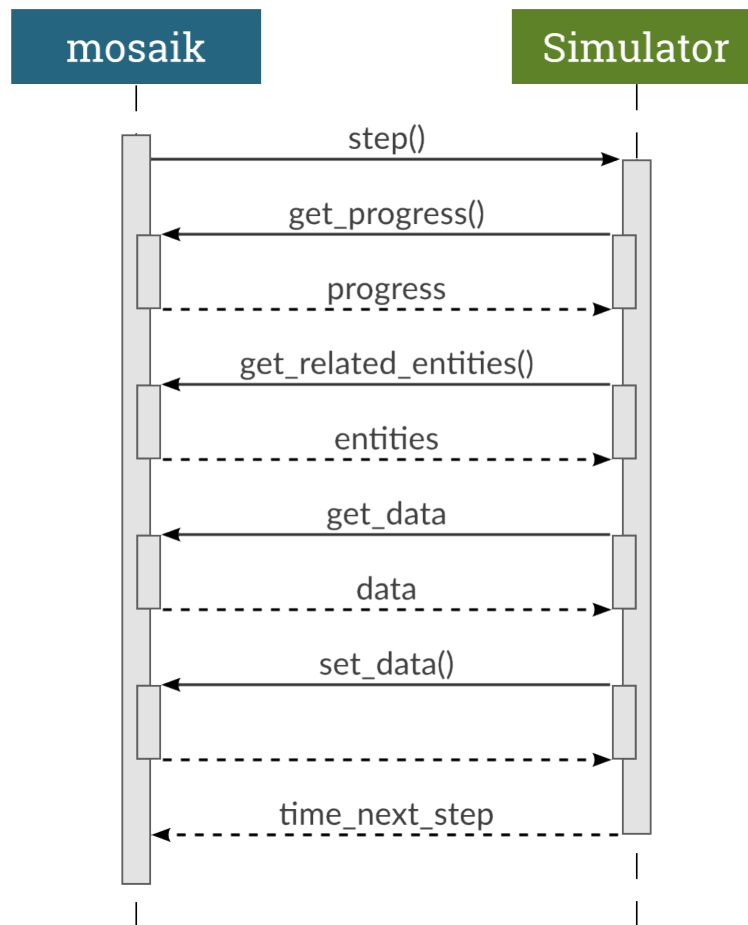 mosaik
Simulator
step()
get_progress()
progress
get_related_entities()
entities
get_data
data
set_data()
time_next_step